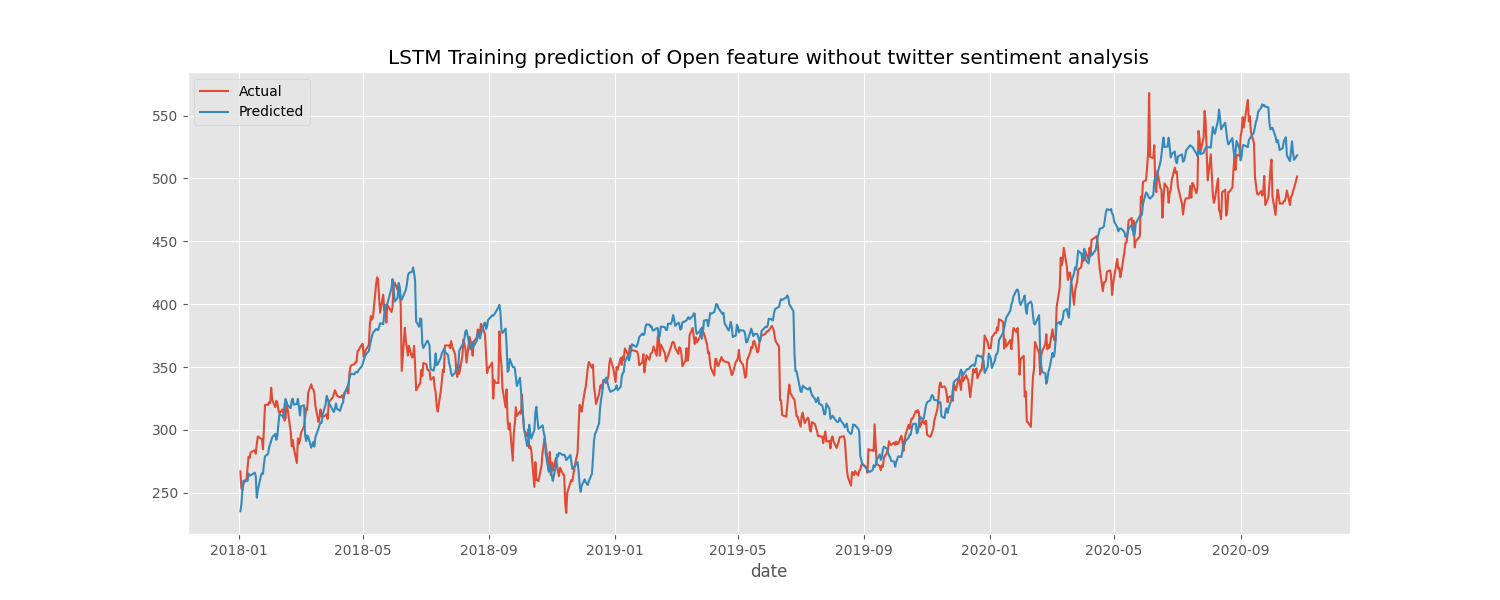 LSTM Training prediction of Open feature without twitter sentiment analysis
Actual
Predicted
550
500
450
400
350
300
250
2018-01 2018-05 2018-09 2019-01 2019-05 2019-09 2020-01 2020-05 2020-09
date